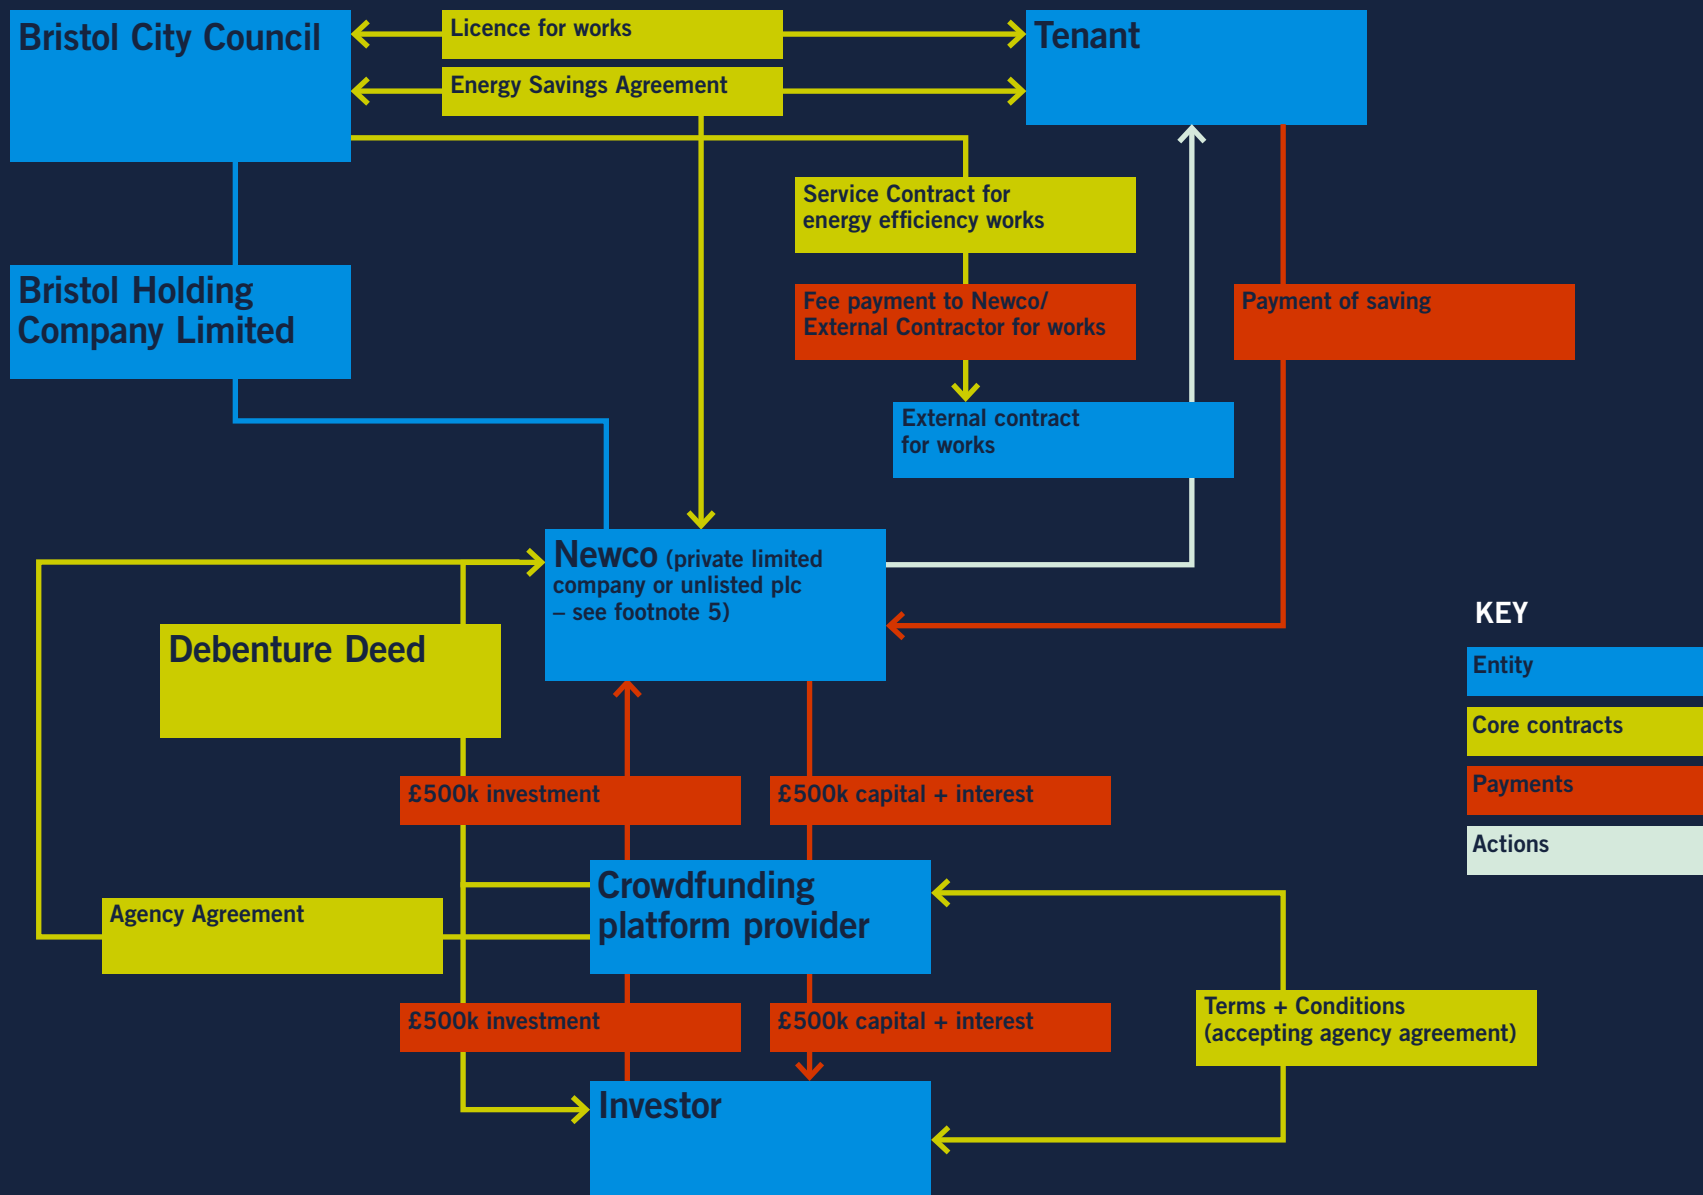 Bristol City Council
Licence for works
Tenant
Energy Savings Agreement
Service Contract for
energy efficiency works
Bristol Holding
Company Limited
Fee payment to Newco/
External Contractor for works
Payment of saving
External contract
for works
Newco (private limited
company or unlisted plc
– see footnote 5)
Debenture Deed
£500k investment
£500k capital + interest
Crowdfunding
platform provider
Agency Agreement
£500k investment
£500k capital + interest
Terms + Conditions
(accepting agency agreement)
Investor
KEY
Entity
Core contracts
Payments
Actions